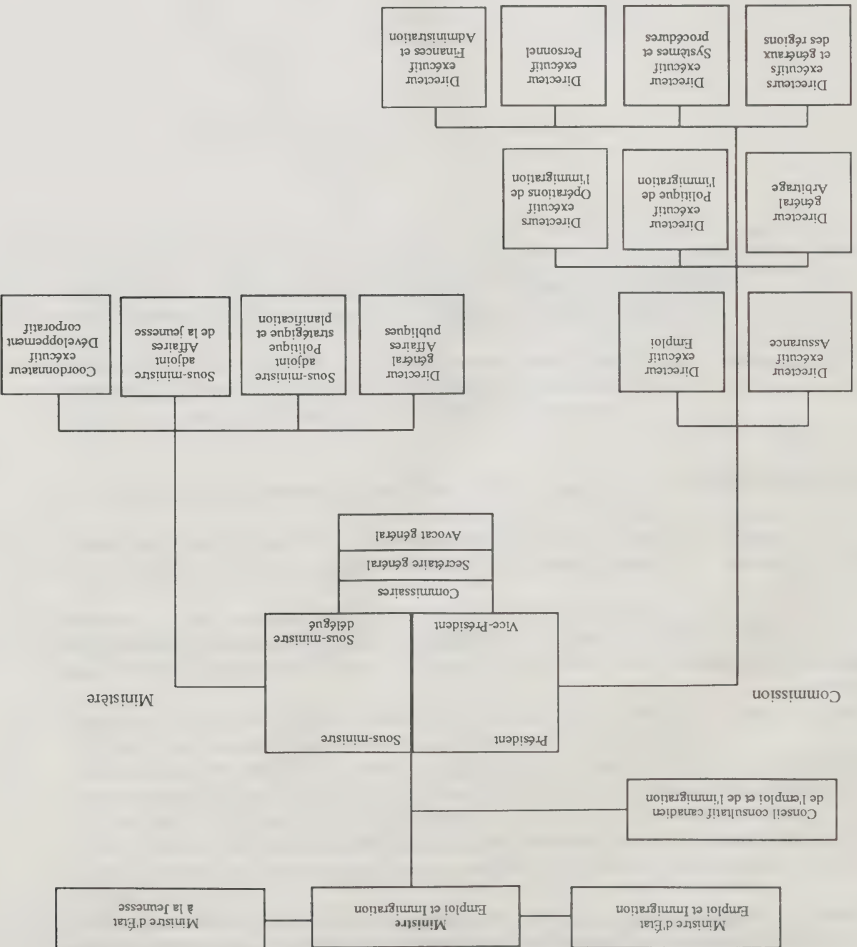 Ministre d'État
Emploi et Immigration
Ministre
Emploi et Immigration
Ministre d'État
à la Jeunesse
Conseil consultatif canadien
de l'emploi et de l'immigration
Commission
Président
Sous-ministre
Ministère
Vice-Président
Sous-ministre
délégué
Commissaires
Secrétaire général
Avocat général
Directeur
exécutif
Assurance
Directeur
exécutif
Emploi
Directeur
général
Affaires
publiques
Sous-ministre
adjoint
Politique
stratégique et
planification
Sous-ministre
adjoint
Affaires
de la jeunesse
Coordonnateur
exécutif
Développement
corporatif
Directeur
général
Arbitrage
Directeur
exécutif
Politique de
l'immigration
Directeurs
exécutif
Opérations de
l'immigration
Directeurs
exécutifs
et généraux
des régions
Directeur
exécutif
Systèmes et
procédures
Directeur
exécutif
Personnel
Directeur
exécutif
Finances et
Administration